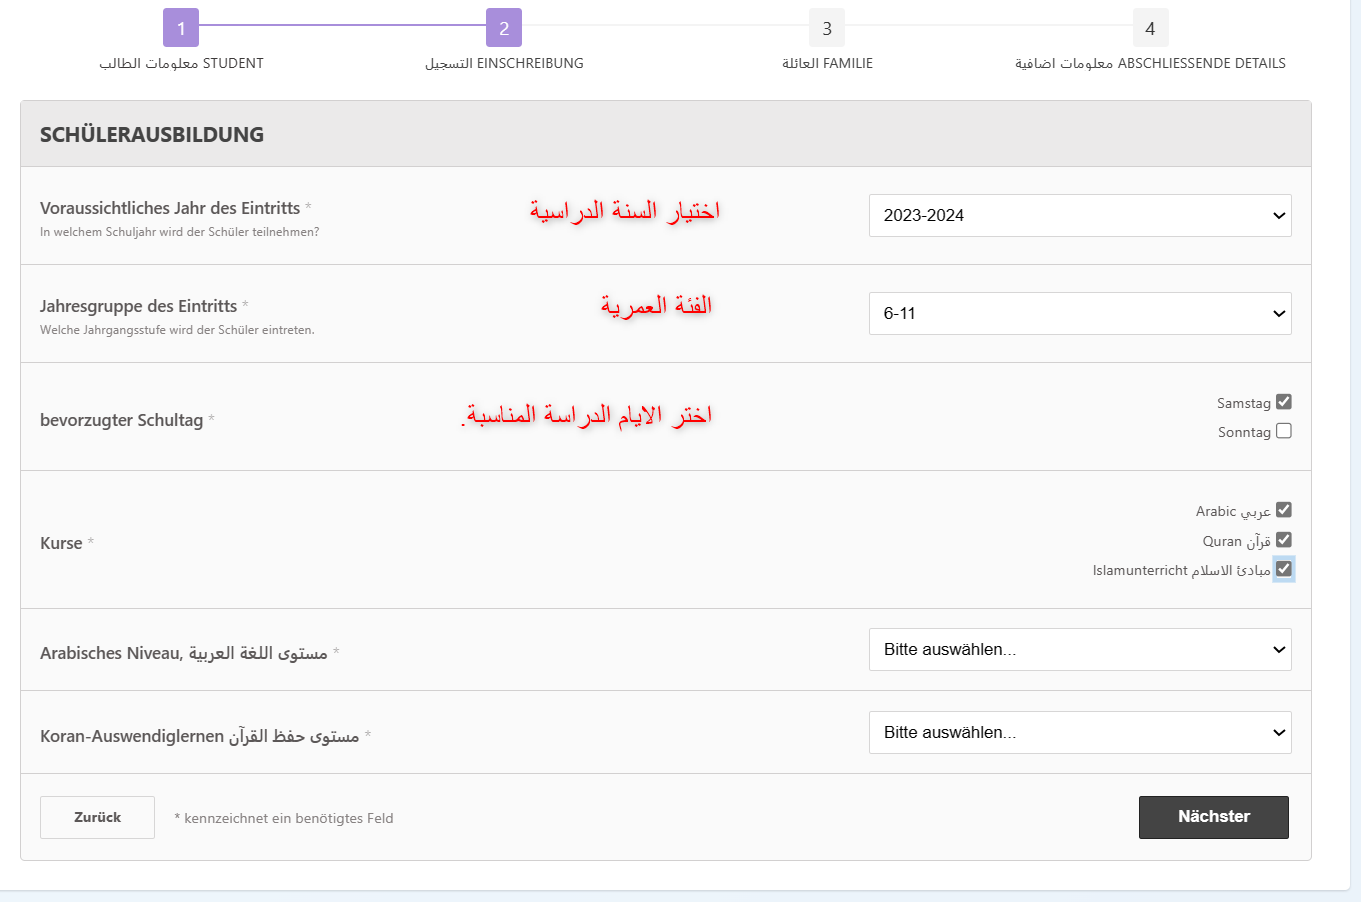 1
2
3
4
معلومات الطالب STUDENT
التسجيل EINSCHREIBUNG
العائلة FAMILIE
معلومات اضافية ABSCHLIESSENDE DETAILS
SCHÜLERAUSBILDUNG
Voraussichtliches Jahr des Eintritts *
In welchem Schuljahr wird der Schüler teilnehmen?
اختيار السنة الدراسية
2023-2024
Jahresgruppe des Eintritts *
Welche Jahrgangsstufe wird der Schüler eintreten.
الفئة العمرية
6-11
bevorzugter Schultag *
اختر الايام الدراسة المناسبة.
Samstag
Sonntag
Kurse *
Arabic عربي
Quran قرآن
Islamunterricht مبادئ الاسلام
Arabisches Niveau, مستوى اللغة العربية *
Bitte auswählen...
Koran-Auswendiglernen مستوى حفظ القرآن *
Bitte auswählen...
Zurück
* kennzeichnet ein benötigtes Feld
Nächster